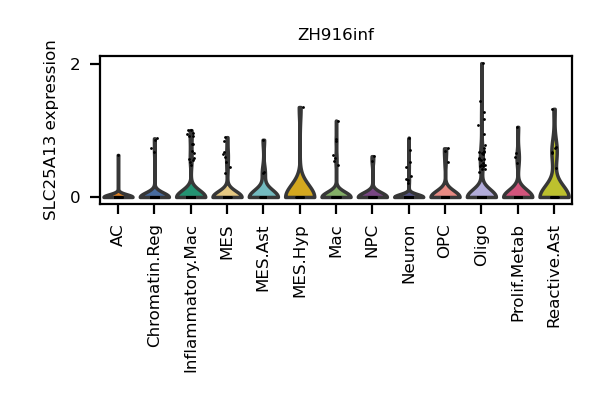 ZH916inf
SLC25A13 expression
2
0
AC
Chromatin.Reg
Inflammatory.Mac
MES
MES.Ast
MES.Hyp
Mac
NPC
Neuron
OPC
Oligo
Prolif.Metab
Reactive.Ast